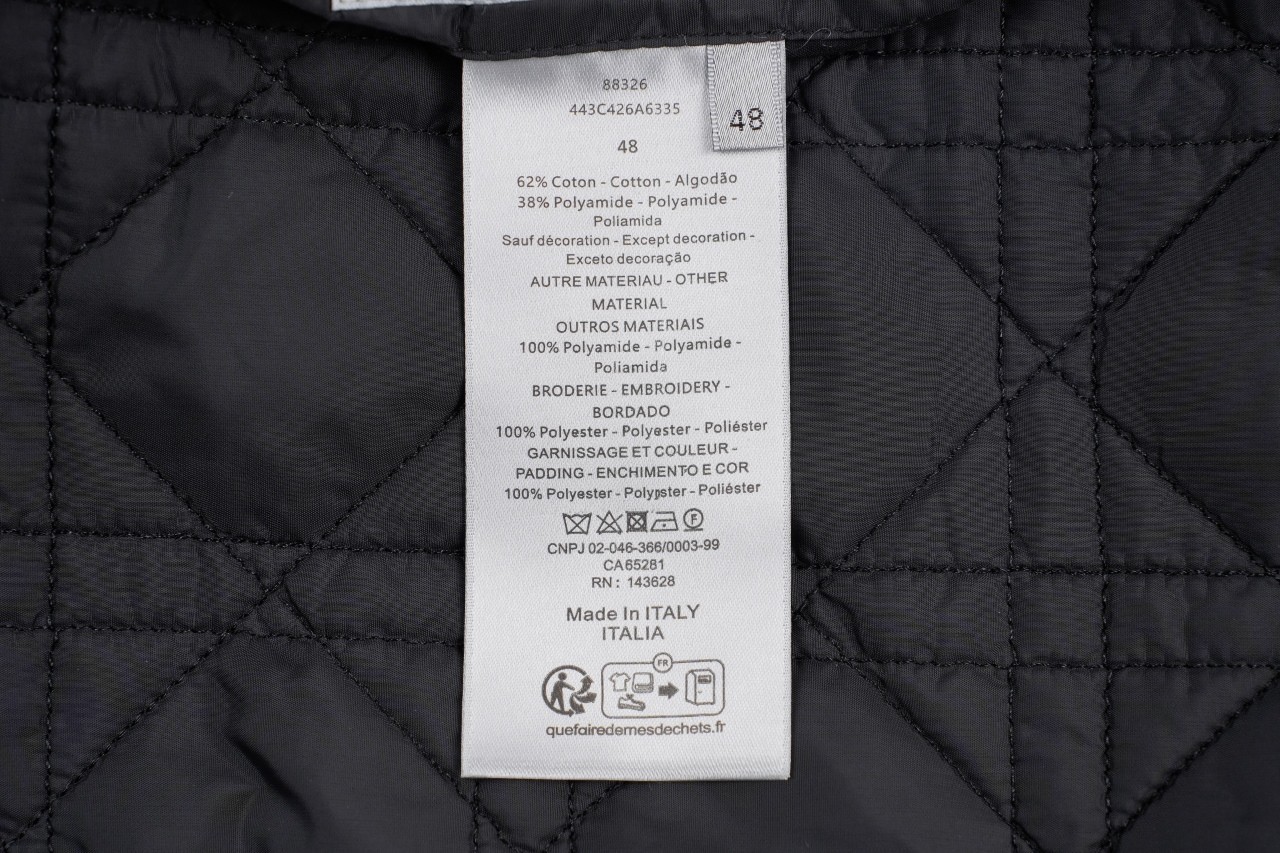 88326
443C426A6335
48
48
62% Coton - Cotton - Algodão
38% Polyamide - Polyamide -
Poliamida
Sauf décoration - Except decoration -
Exceto decoração
AUTRE MATERIAU - OTHER
MATERIAL
OUTROS MATERIAIS
100% Polyamide - Polyamide -
Poliamida
BRODERIE - EMBROIDERY -
BORDADO
100% Polyester - Polyester - Poliéster
GARNISSAGE ET COULEUR -
PADDING - ENCHIMENTO E COR
100% Polyester - Polyester - Poliéster
F
CNPJ 02-046-366/0003-99
CA65281
RN: 143628
Made In ITALY
ITALIA
FR
quefairedemesdechets.fr